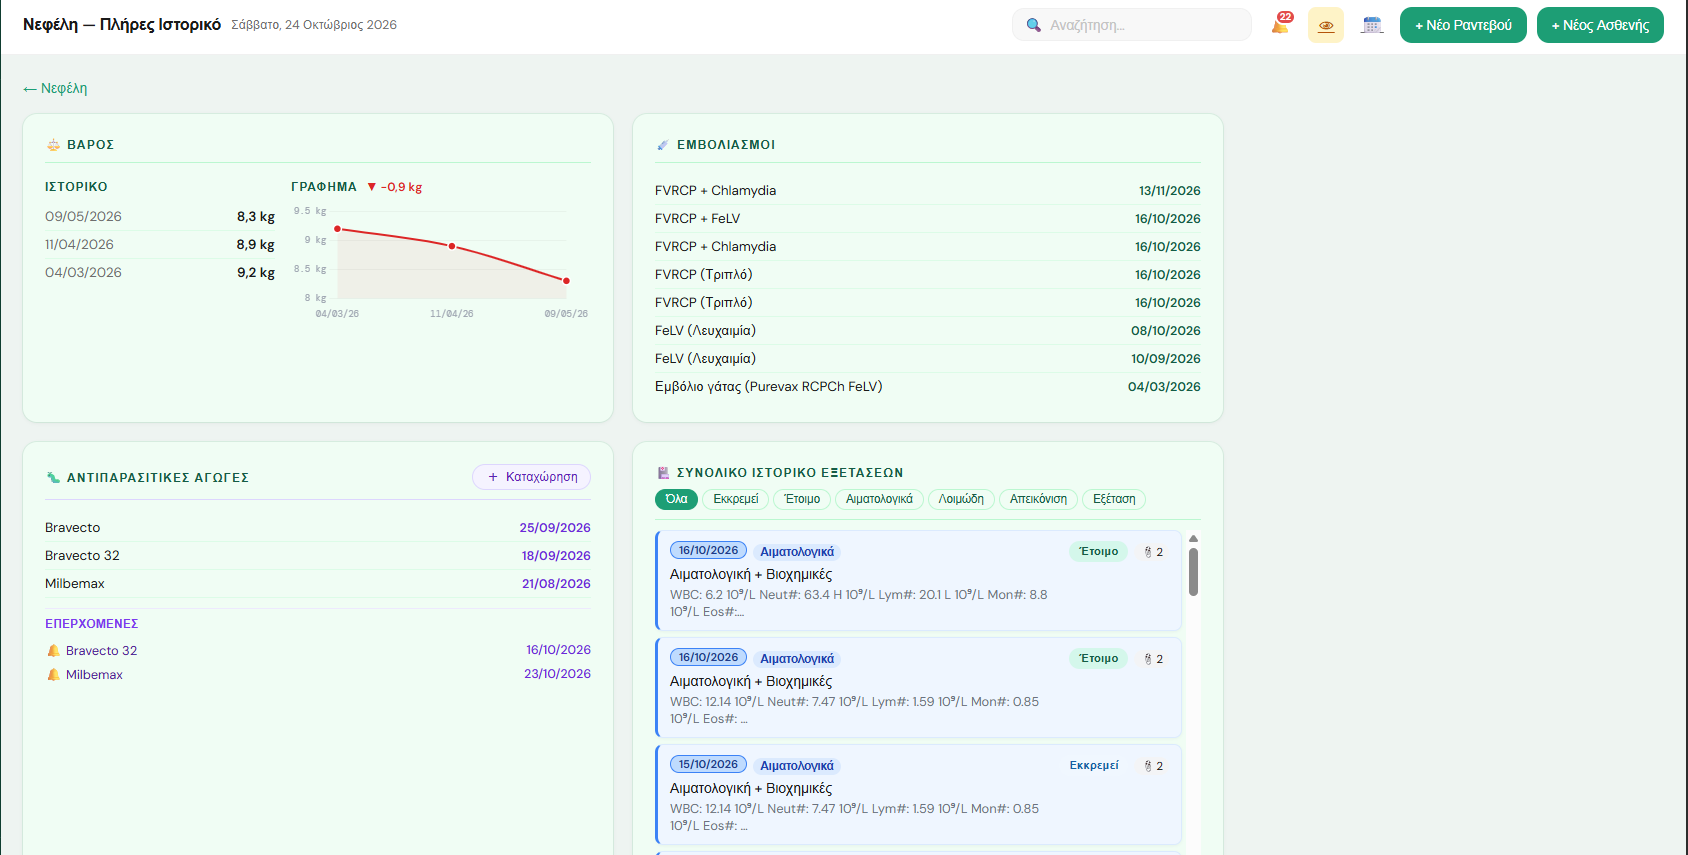 Νεφέλη — Πλήρες Ιστορικό Σάββατο, 24 Οκτώβριος 2026
Αναζήτηση...
22
+ Νέο Ραντεβού
+ Νέος Ασθενής
← Νεφέλη
ΒΑΡΟΣ
ΙΣΤΟΡΙΚΟ
09/05/2026 8,3 kg
11/04/2026 8,9 kg
04/03/2026 9,2 kg
ΓΡΑΦΗΜΑ ▼ -0,9 kg
9.5 kg
9 kg
8.5 kg
8 kg
04/03/26 11/04/26 09/05/26
ΕΜΒΟΛΙΑΣΜΟΙ
FVRCP + Chlamydia 13/11/2026
FVRCP + FeLV 16/10/2026
FVRCP + Chlamydia 16/10/2026
FVRCP (Τριπλό) 16/10/2026
FVRCP (Τριπλό) 16/10/2026
FeLV (Λευχαιμία) 08/10/2026
FeLV (Λευχαιμία) 10/09/2026
Εμβόλιο γάτας (Purevax RCPCh FeLV) 04/03/2026
ΑΝΤΙΠΑΡΑΣΙΤΙΚΕΣ ΑΓΩΓΕΣ
+ Καταχώρηση
Bravecto 25/09/2026
Bravecto 32 18/09/2026
Milbemax 21/08/2026
ΕΠΕΡΧΟΜΕΝΕΣ
Bravecto 32 16/10/2026
Milbemax 23/10/2026
ΣΥΝΟΛΙΚΟ ΙΣΤΟΡΙΚΟ ΕΞΕΤΑΣΕΩΝ
Όλα Εκκρεμεί Έτοιμο Αιματολογικά Λοιμώδη Απεικόνιση Εξέταση
16/10/2026 Αιματολογικά Έτοιμο 2
Αιματολογική + Βιοχημικές
WBC: 6.2 10⁹/L Neut#: 63.4 H 10⁹/L Lym#: 20.1 L 10⁹/L Mon#: 8.8
10⁹/L Eos#:...
16/10/2026 Αιματολογικά Έτοιμο 2
Αιματολογική + Βιοχημικές
WBC: 12.14 10⁹/L Neut#: 7.47 10⁹/L Lym#: 1.59 10⁹/L Mon#: 0.85
10⁹/L Eos#: ...
15/10/2026 Αιματολογικά Εκκρεμεί 2
Αιματολογική + Βιοχημικές
WBC: 12.14 10⁹/L Neut#: 7.47 10⁹/L Lym#: 1.59 10⁹/L Mon#: 0.85
10⁹/L Eos#: ...